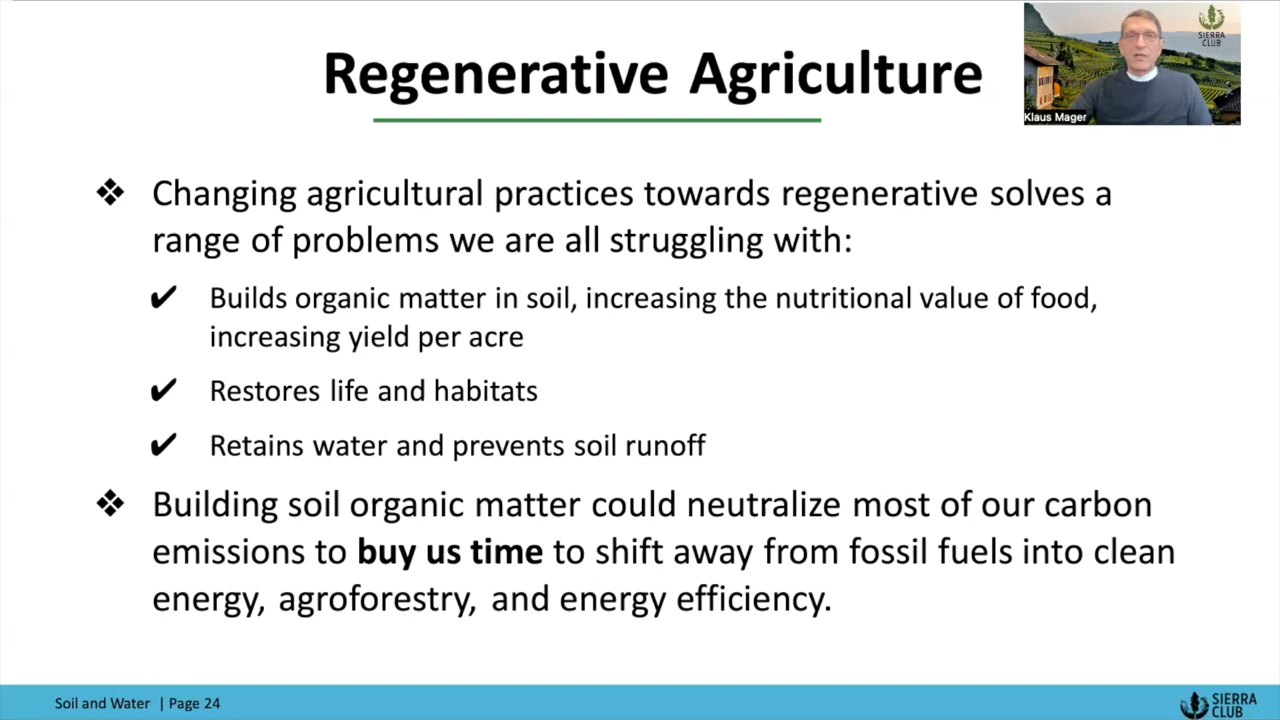 Regenerative Agriculture
SIERRA
CLUB
Klaus Mager
❖ Changing agricultural practices towards regenerative solves a
range of problems we are all struggling with:
✔ Builds organic matter in soil, increasing the nutritional value of food,
increasing yield per acre
✔ Restores life and habitats
✔ Retains water and prevents soil runoff
❖ Building soil organic matter could neutralize most of our carbon
emissions to buy us time to shift away from fossil fuels into clean
energy, agroforestry, and energy efficiency.
Soil and Water | Page 24
SIERRA
CLUB